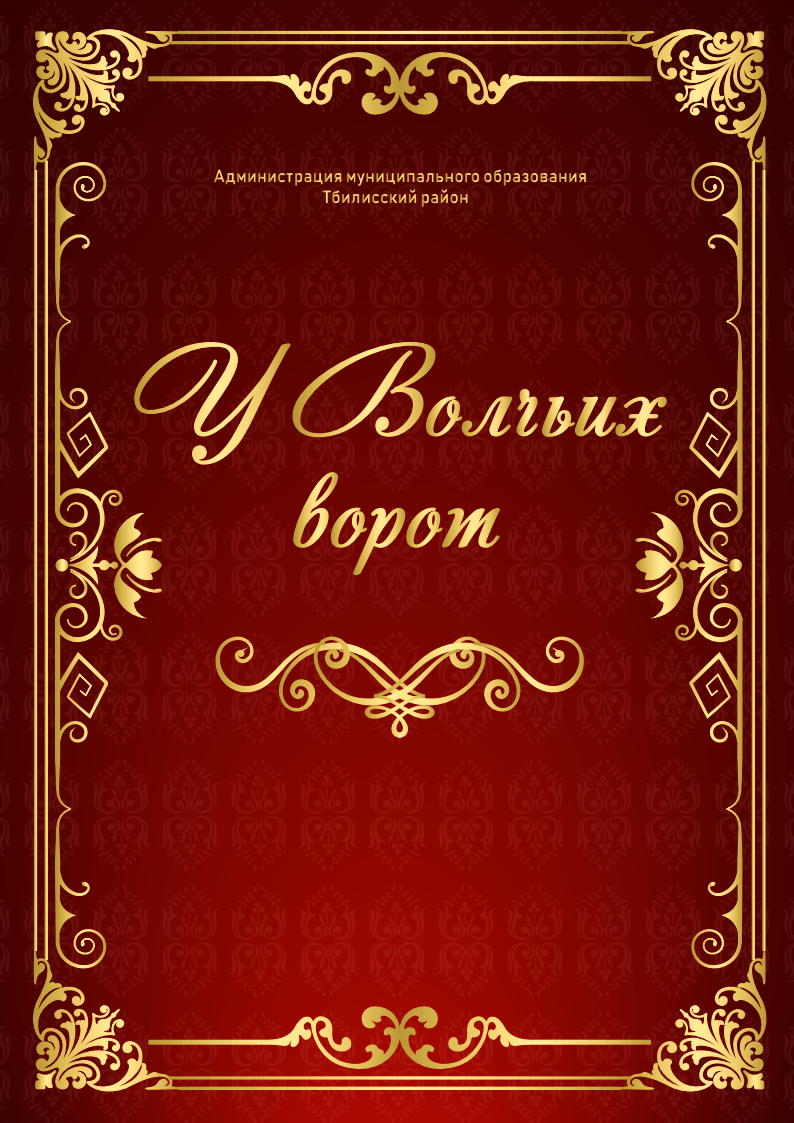 Администрация муниципального образования
Тбилисский район
У Волчьих
ворот